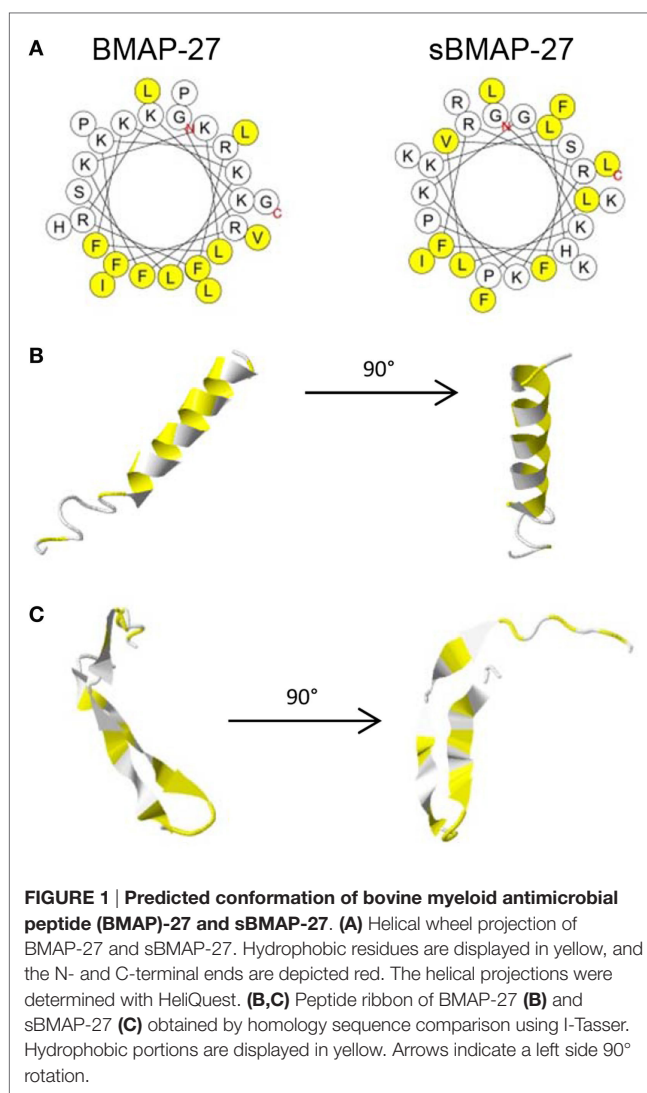 A
BMAP-27
L P
P K K G N K L
K R
K K
S K G C
H R R V
F L
I F F L F L
sBMAP-27
R L F
R G N G L
V S
K K R L C
K L K
P K
I F H K
L P K F
F
B
90°
C
90°
FIGURE 1 | Predicted conformation of bovine myeloid antimicrobial
peptide (BMAP)-27 and sBMAP-27. (A) Helical wheel projection of
BMAP-27 and sBMAP-27. Hydrophobic residues are displayed in yellow, and
the N- and C-terminal ends are depicted red. The helical projections were
determined with HeliQuest. (B,C) Peptide ribbon of BMAP-27 (B) and
sBMAP-27 (C) obtained by homology sequence comparison using I-Tasser.
Hydrophobic portions are displayed in yellow. Arrows indicate a left side 90°
rotation.